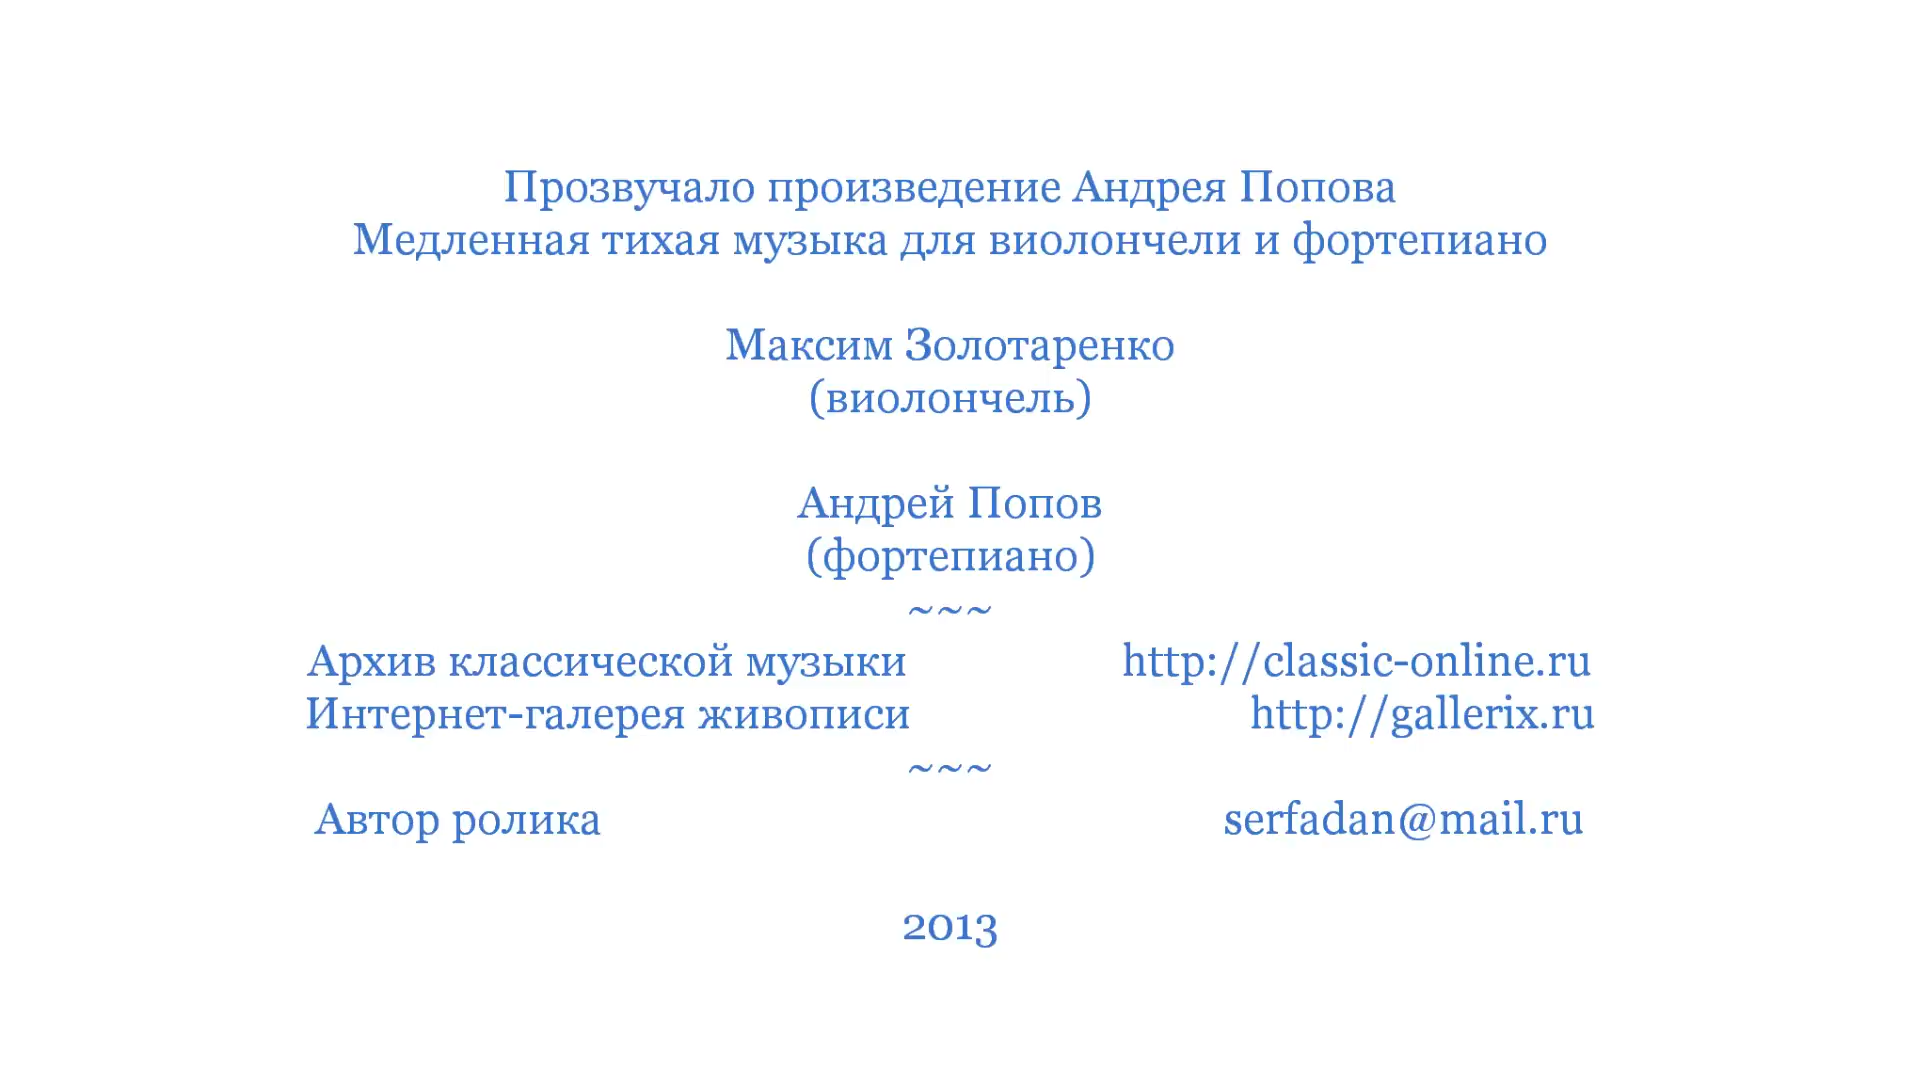 Прозвучало произведение Андрея Попова
Медленная тихая музыка для виолончели и фортепиано
Максим Золотаренко
(виолончель)
Андрей Попов
(фортепиано)
~~~
Архив классической музыки http://classic-online.ru
Интернет-галерея живописи http://gallerix.ru
~~~
Автор ролика serfadan@mail.ru
2013